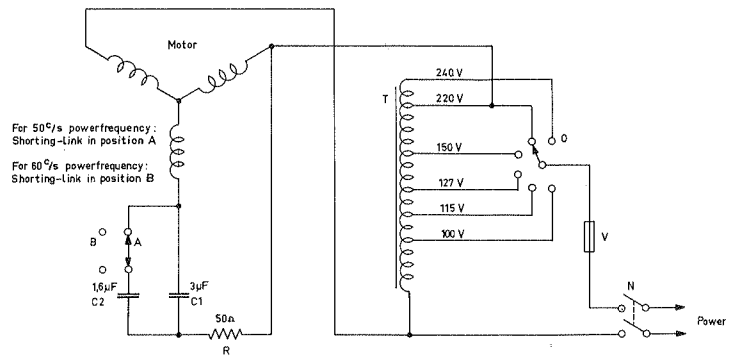 Motor
For 50c/s powerfrequency:
Shorting-link in position A
For 60c/s powerfrequency:
Shorting-link in position B
B
A
1,6µF
C2
3µF
C1
50Ω
R
T
240 V
220 V
150 V
127 V
115 V
100 V
O
V
N
Power